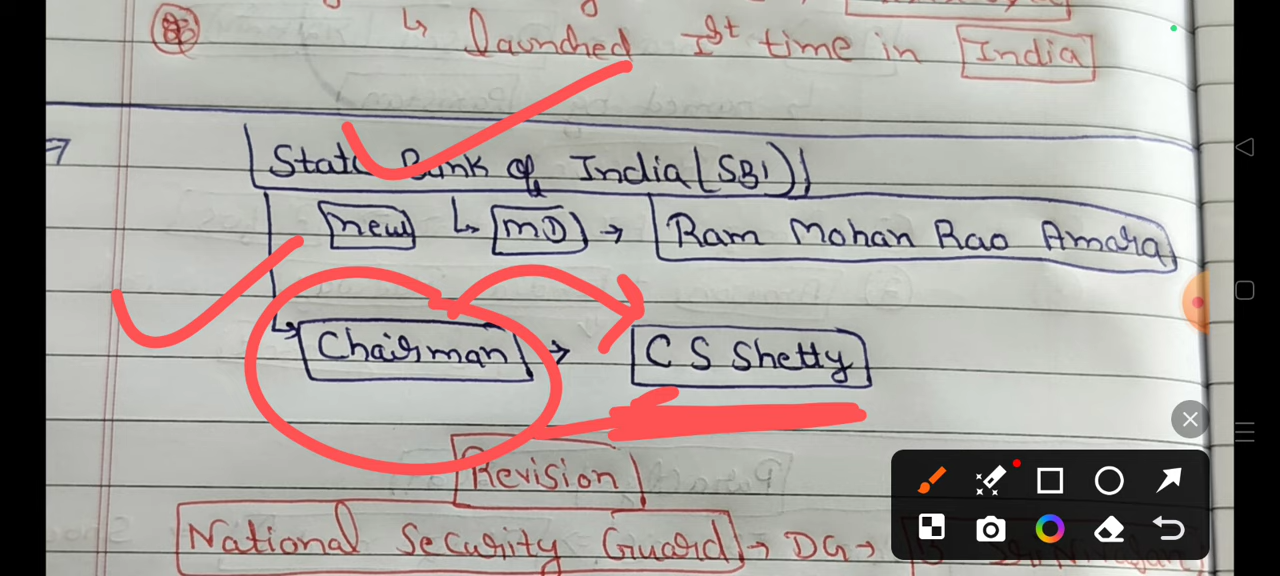 ↳ launched Ist time in India
State Bank of India (SBI)
new ↳ MD → Ram Mohan Rao Amara
↳ Chairman → C S Shetty
Revision
National Security Guard → DG → B